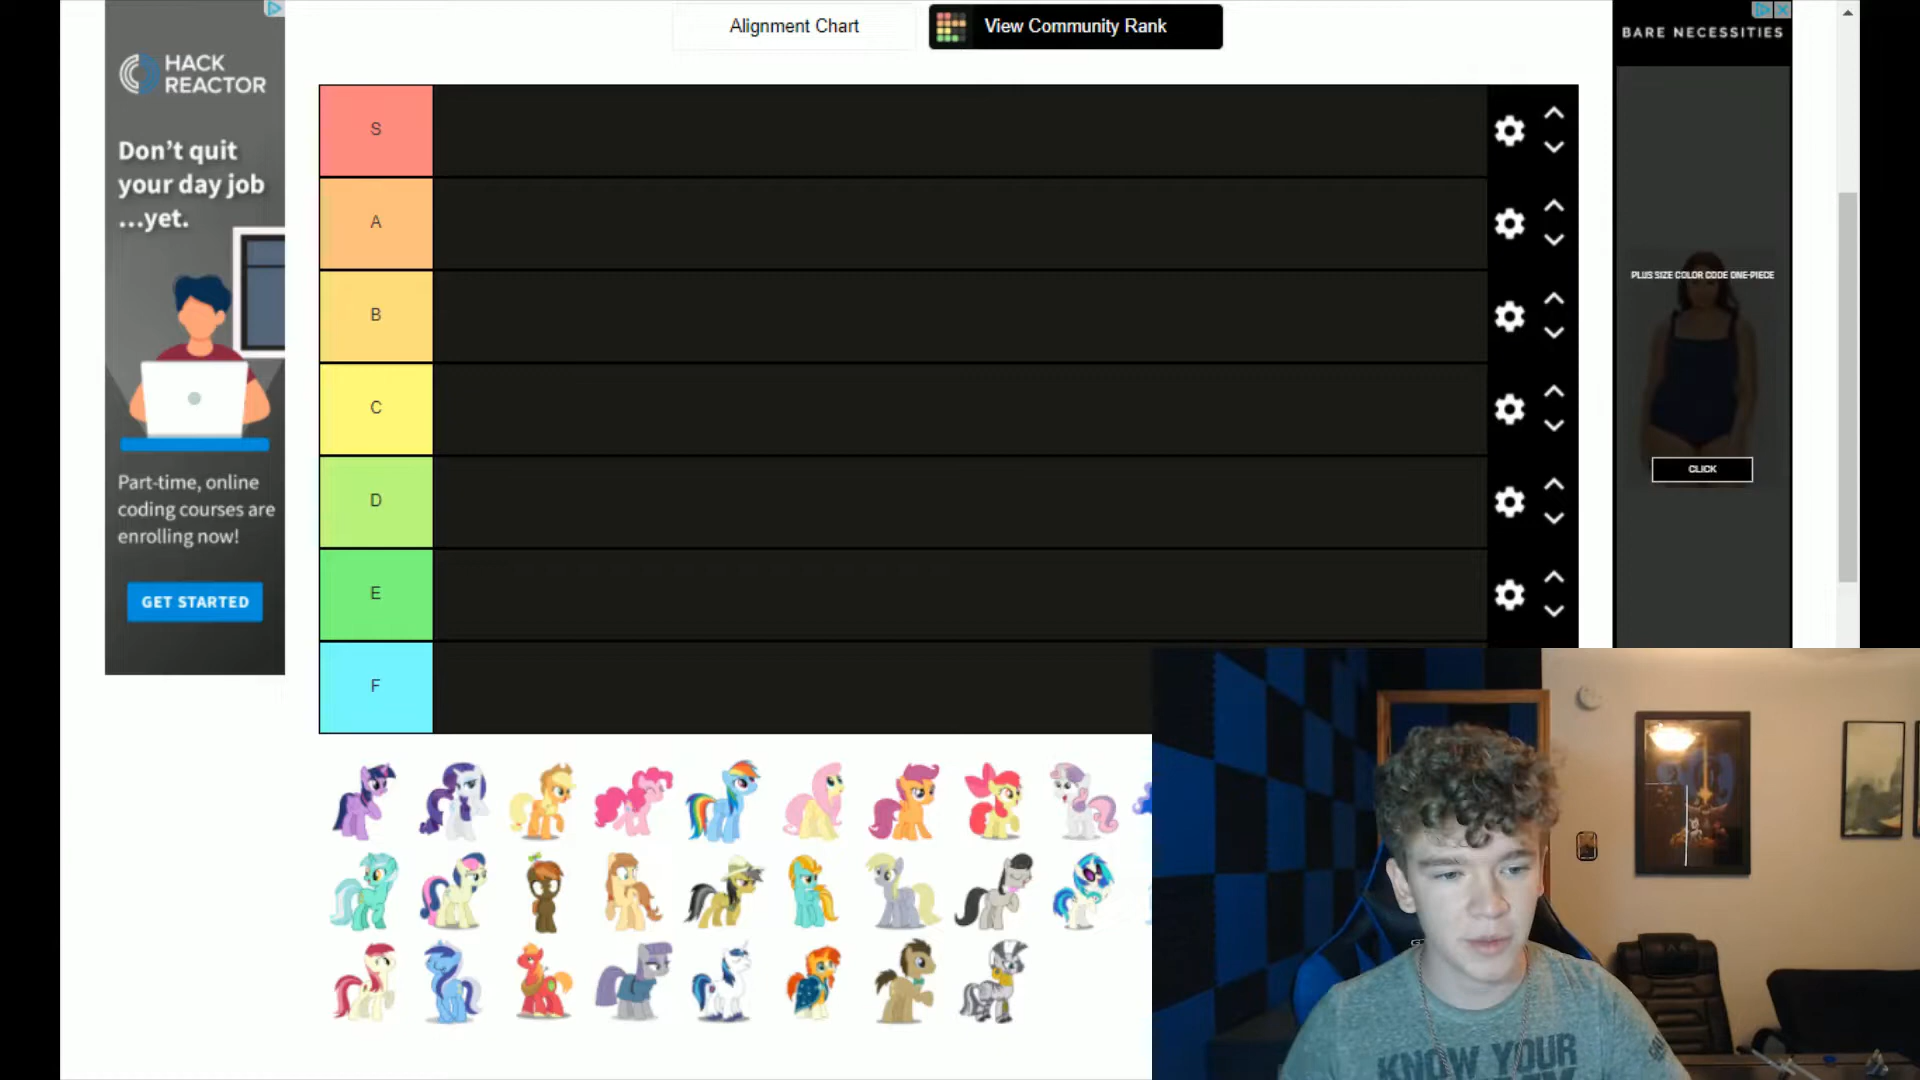 Alignment Chart
View Community Rank
HACK
REACTOR
Don't quit
your day job
...yet.
Part-time, online
coding courses are
enrolling now!
GET STARTED
S
A
B
C
D
E
F
BARE NECESSITIES
PLUS SIZE COLOR CODE ONE-PIECE
CLICK
KNOW YOUR